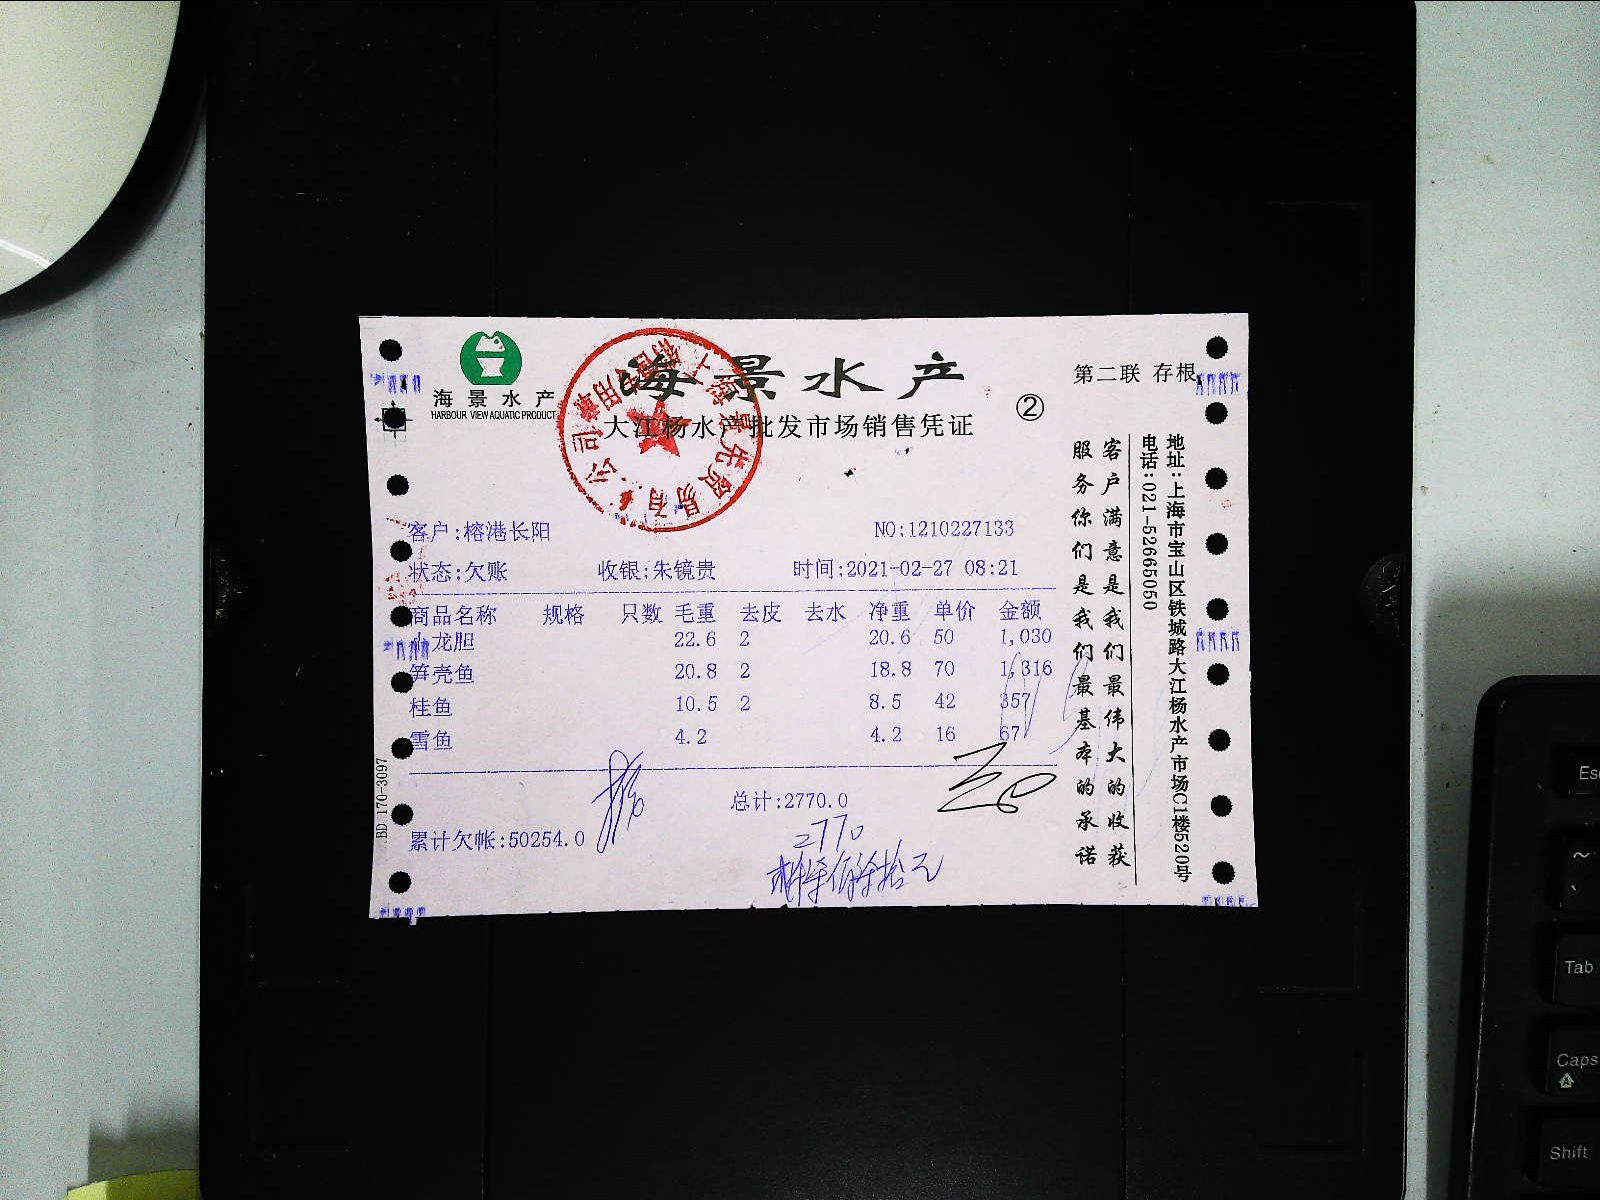 海景水产
HARBOUR VIEW AQUATIC PRODUCT
海景水产
大江杨水产批发市场销售凭证
②
第二联 存根
客户:榕港长阳 NO:1210227133
状态:欠账 收银:朱镜贵 时间:2021-02-27 08:21
商品名称 规格 只数 毛重 去皮 去水 净重 单价 金额
小龙胆 22.6 2 20.6 50 1,030
笋壳鱼 20.8 2 18.8 70 1,316
桂鱼 10.5 2 8.5 42 357
雪鱼 4.2 4.2 16 67
总计:2770.0
累计欠帐:50254.0
2770
客户满意是我们最伟大的收获
服务你们是我们最基本的承诺
地址:上海市宝山区铁城路大江杨水产市场C1楼520号
电话:021-52665050
BD 170-3097
Esc
~
Tab
Caps
A
Shift